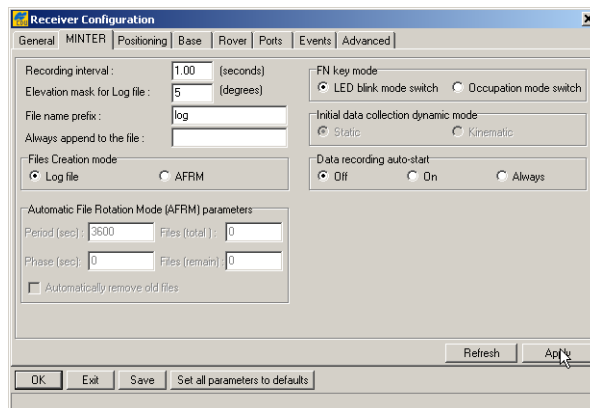 Receiver Configuration
General MINTER Positioning Base Rover Ports Events Advanced
Recording interval : 1.00 (seconds)
Elevation mask for Log file : 5 (degrees)
File name prefix : log
Always append to the file :
Files Creation mode
Log file AFRM
Automatic File Rotation Mode (AFRM) parameters
Period (sec) : 3600 Files (total ) : 0
Phase (sec): 0 Files (remain) : 0
Automatically remove old files
FN key mode
LED blink mode switch Occupation mode switch
Initial data collection dynamic mode
Static Kinematic
Data recording auto-start
Off On Always
Refresh Apply
OK Exit Save Set all parameters to defaults